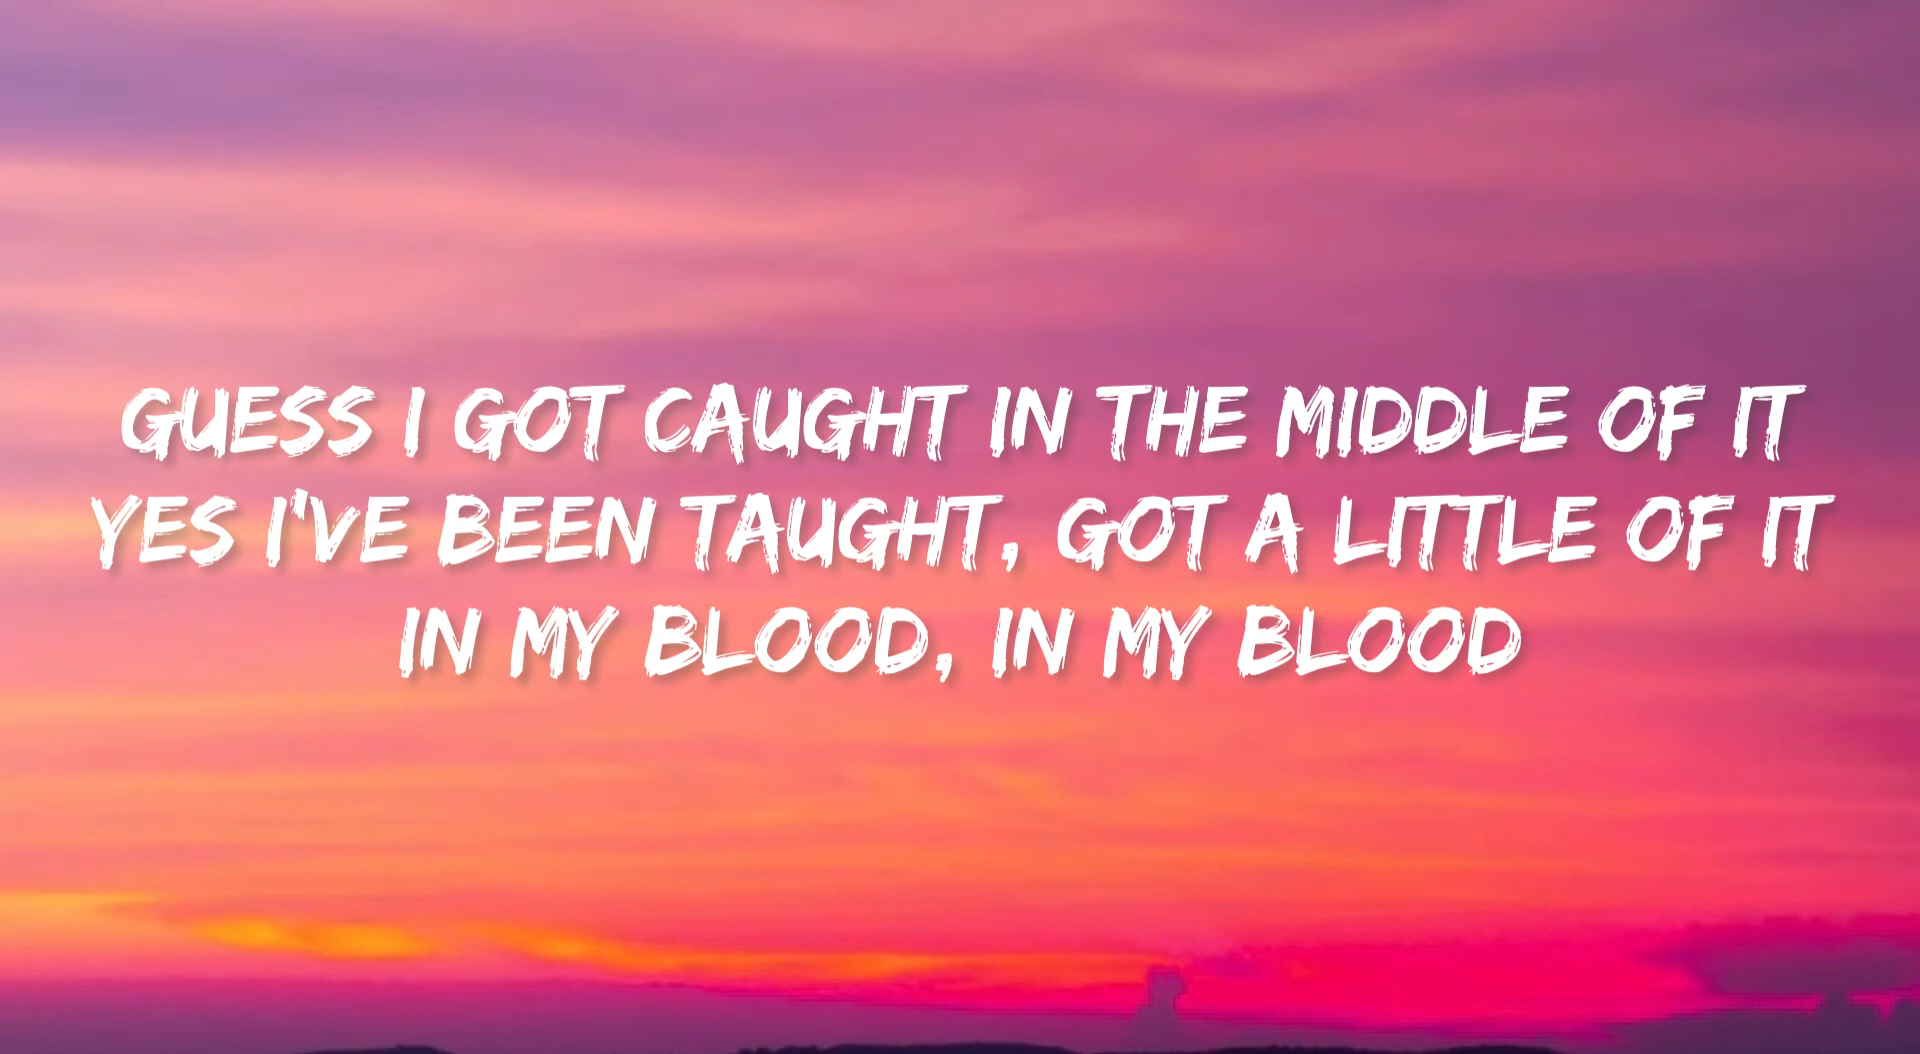 GUESS I GOT CAUGHT IN THE MIDDLE OF IT
YES I'VE BEEN TAUGHT, GOT A LITTLE OF IT
IN MY BLOOD, IN MY BLOOD